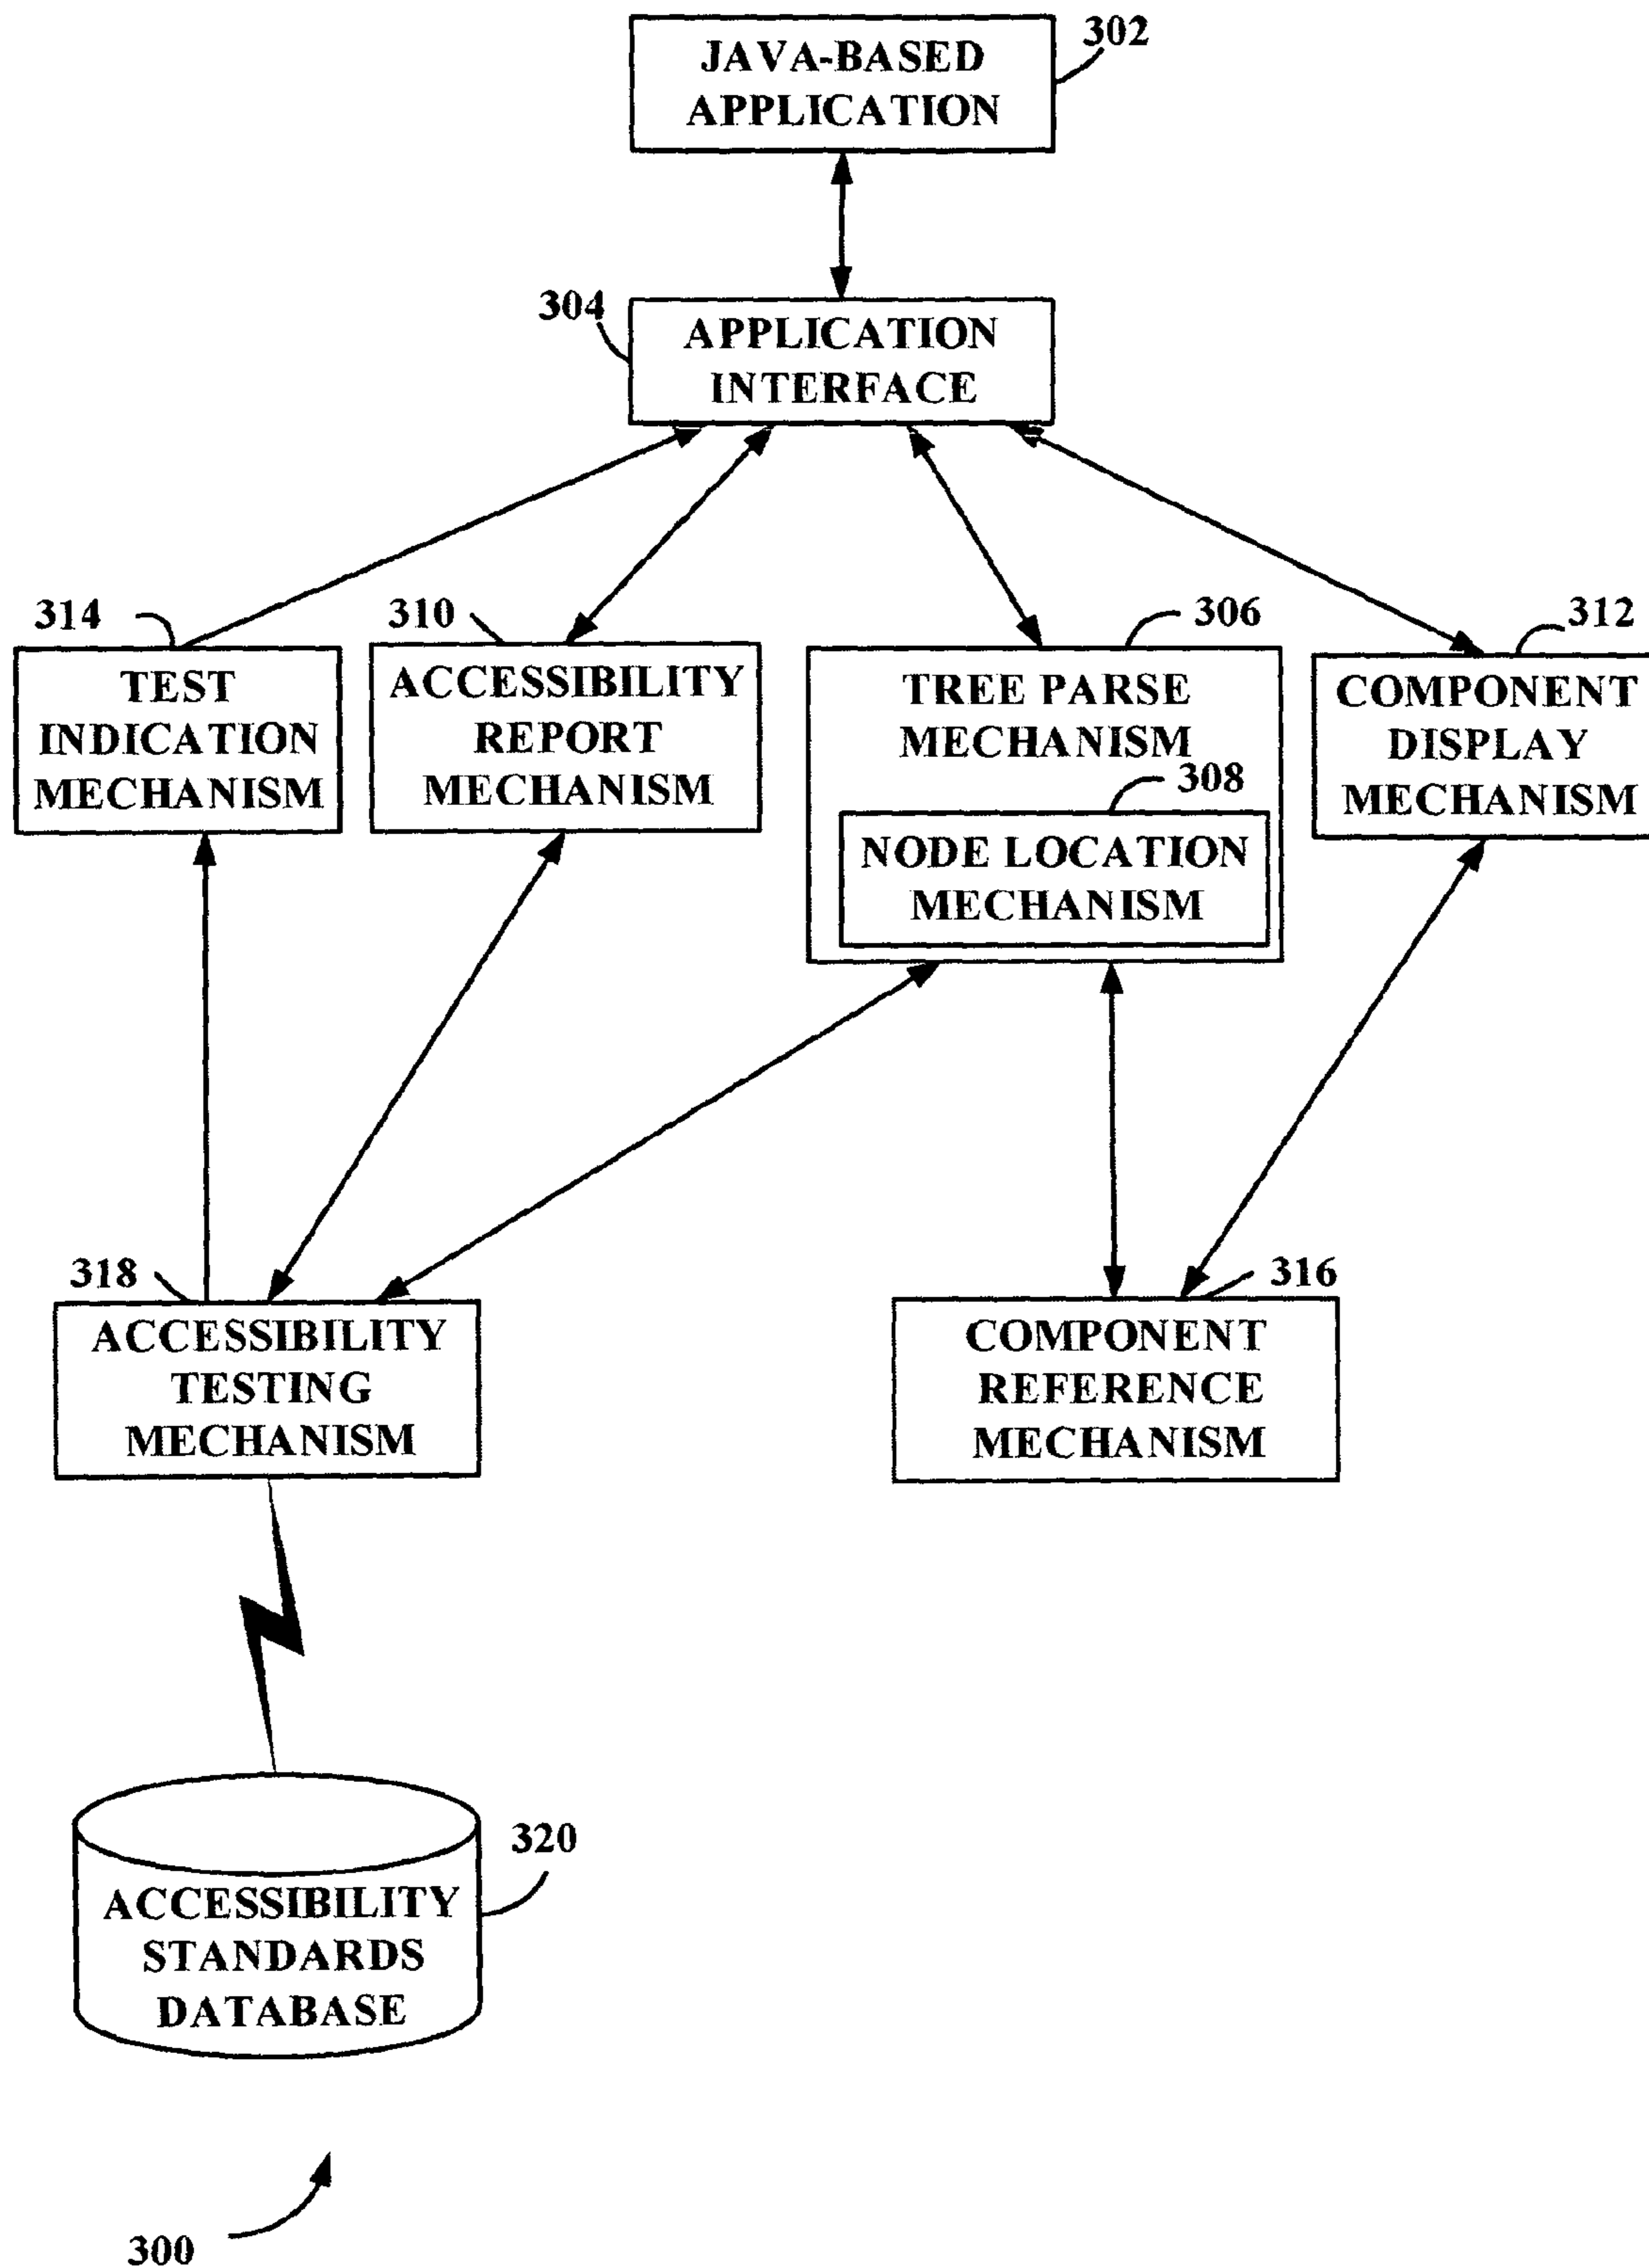 302
JAVA-BASED
APPLICATION
304
APPLICATION
INTERFACE
314
TEST
INDICATION
MECHANISM
310
ACCESSIBILITY
REPORT
MECHANISM
306
TREE PARSE
MECHANISM
308
NODE LOCATION
MECHANISM
312
COMPONENT
DISPLAY
MECHANISM
318
ACCESSIBILITY
TESTING
MECHANISM
316
COMPONENT
REFERENCE
MECHANISM
320
ACCESSIBILITY
STANDARDS
DATABASE
300